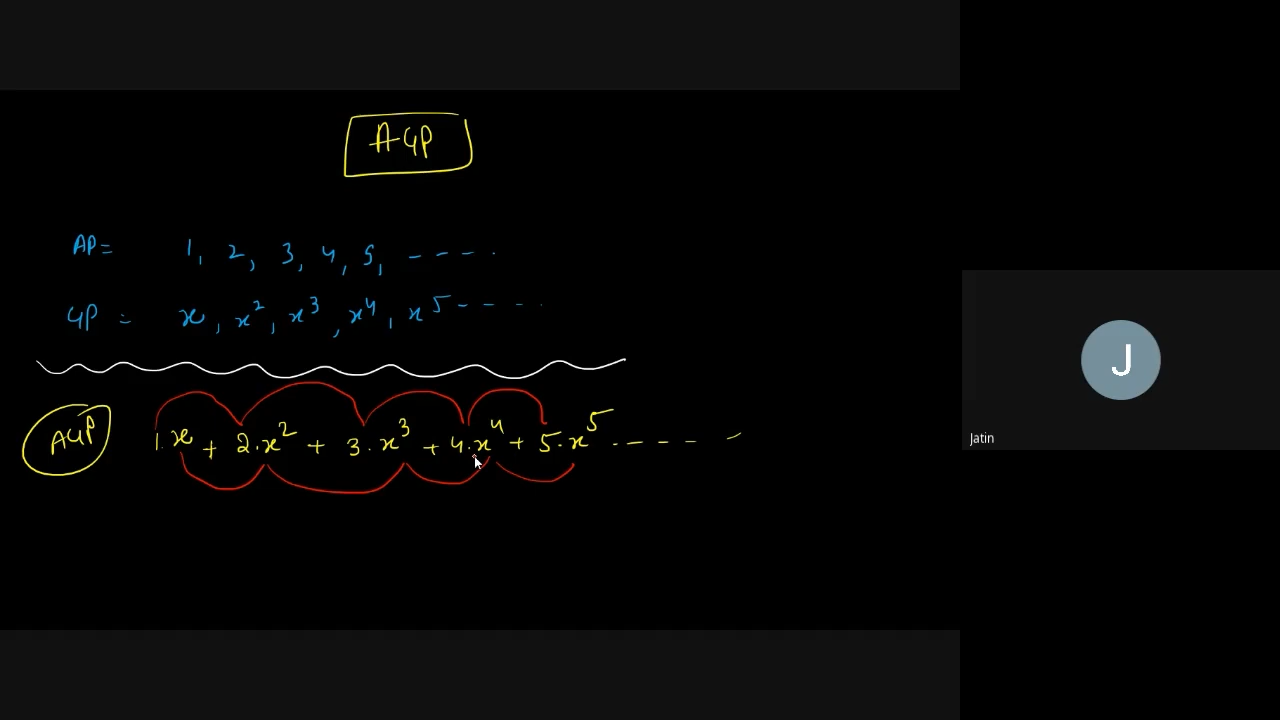 AGP
AP= 1, 2, 3, 4, 5, ----.
GP = x, x², x³, x⁴, x⁵ ----.
AGP 1.x + 2.x² + 3.x³ + 4.x⁴ + 5.x⁵ .-----
J
Jatin